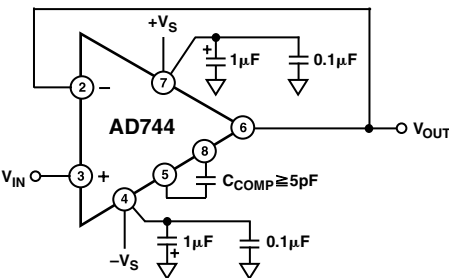 +VS
+
1μF
0.1μF
2
–
7
AD744
6
VOUT
8
VIN
3
+
5
CCOMP≧5pF
4
1μF
+
0.1μF
–VS